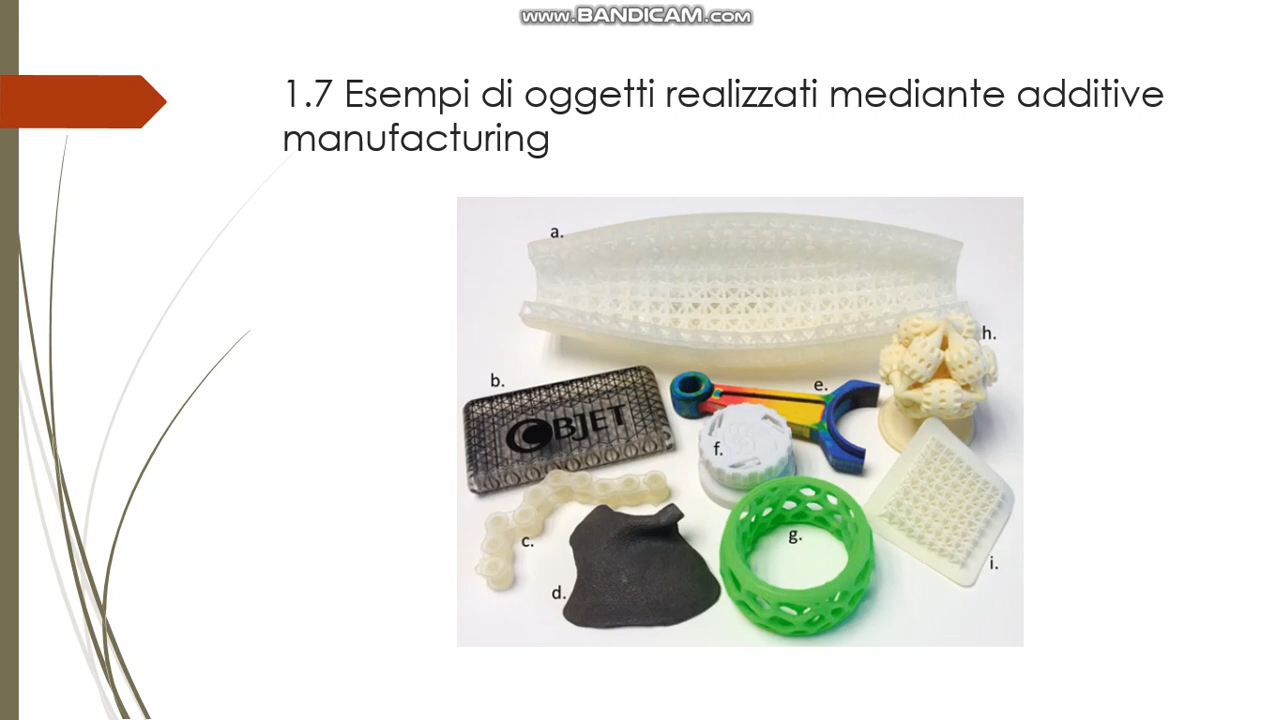 www.BANDICAM.com
1.7 Esempi di oggetti realizzati mediante additive
manufacturing
a.
h.
b.
e.
OBJET
f.
g.
c.
i.
d.